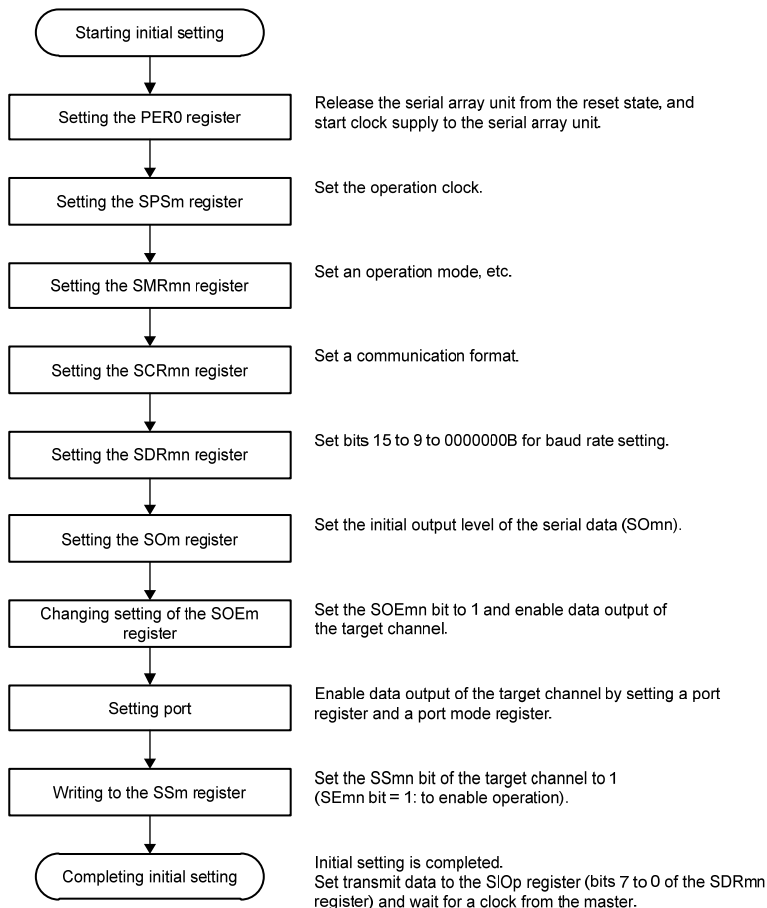 Starting initial setting
Setting the PER0 register
Release the serial array unit from the reset state, and
start clock supply to the serial array unit.
Setting the SPSm register
Set the operation clock.
Setting the SMRmn register
Set an operation mode, etc.
Setting the SCRmn register
Set a communication format.
Setting the SDRmn register
Set bits 15 to 9 to 0000000B for baud rate setting.
Setting the SOm register
Set the initial output level of the serial data (SOmn).
Changing setting of the SOEm
register
Set the SOEmn bit to 1 and enable data output of
the target channel.
Setting port
Enable data output of the target channel by setting a port
register and a port mode register.
Writing to the SSm register
Set the SSmn bit of the target channel to 1
(SEmn bit = 1: to enable operation).
Completing initial setting
Initial setting is completed.
Set transmit data to the SIOp register (bits 7 to 0 of the SDRmn
register) and wait for a clock from the master.